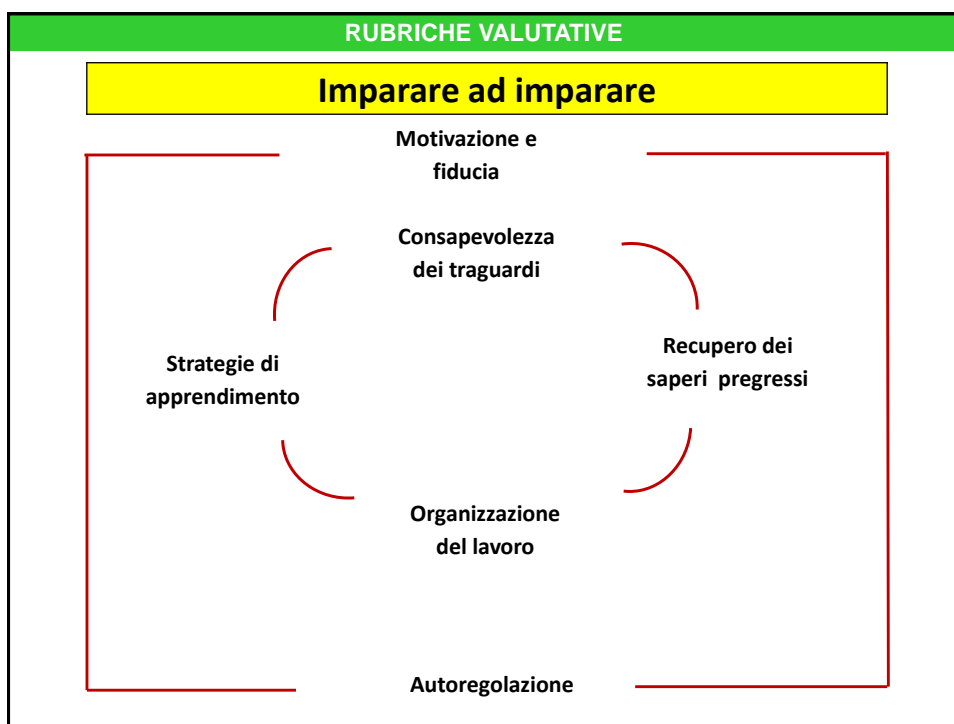 RUBRICHE VALUTATIVE
Imparare ad imparare
Motivazione e
fiducia
Consapevolezza
dei traguardi
Strategie di
apprendimento
Recupero dei
saperi pregressi
Organizzazione
del lavoro
Autoregolazione